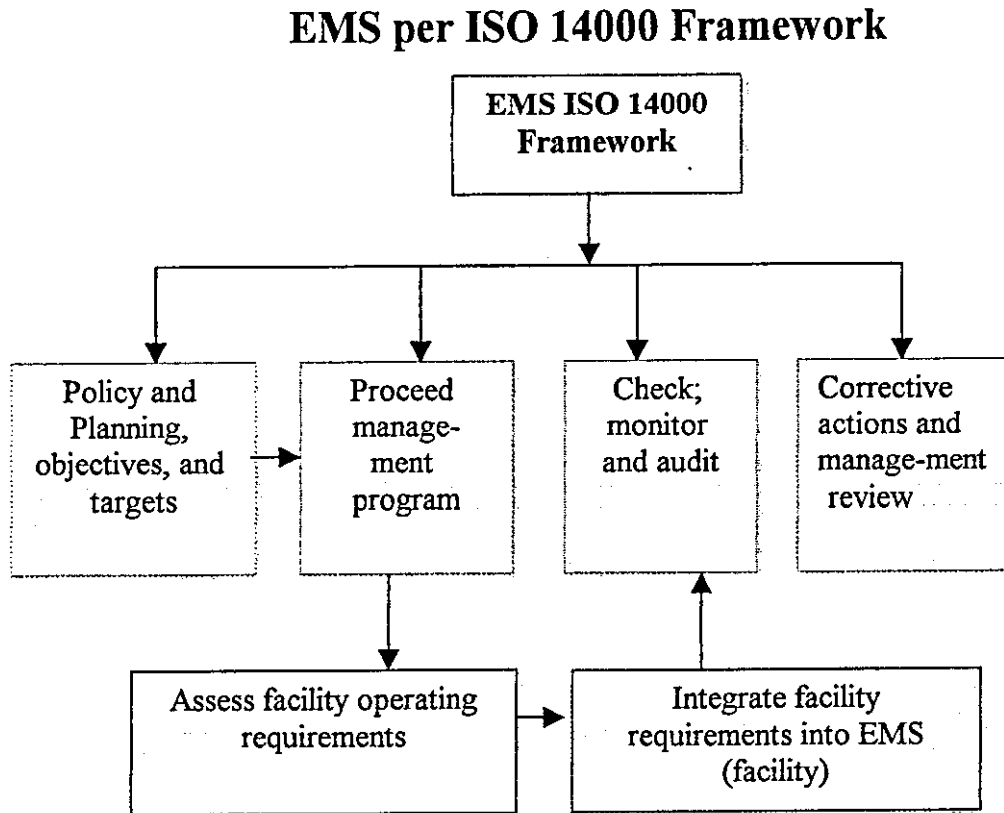 EMS per ISO 14000 Framework
EMS ISO 14000
Framework
Policy and
Planning,
objectives, and
targets
Proceed
manage-
ment
program
Check;
monitor
and audit
Corrective
actions and
manage-ment
review
Assess facility operating
requirements
Integrate facility
requirements into EMS
(facility)